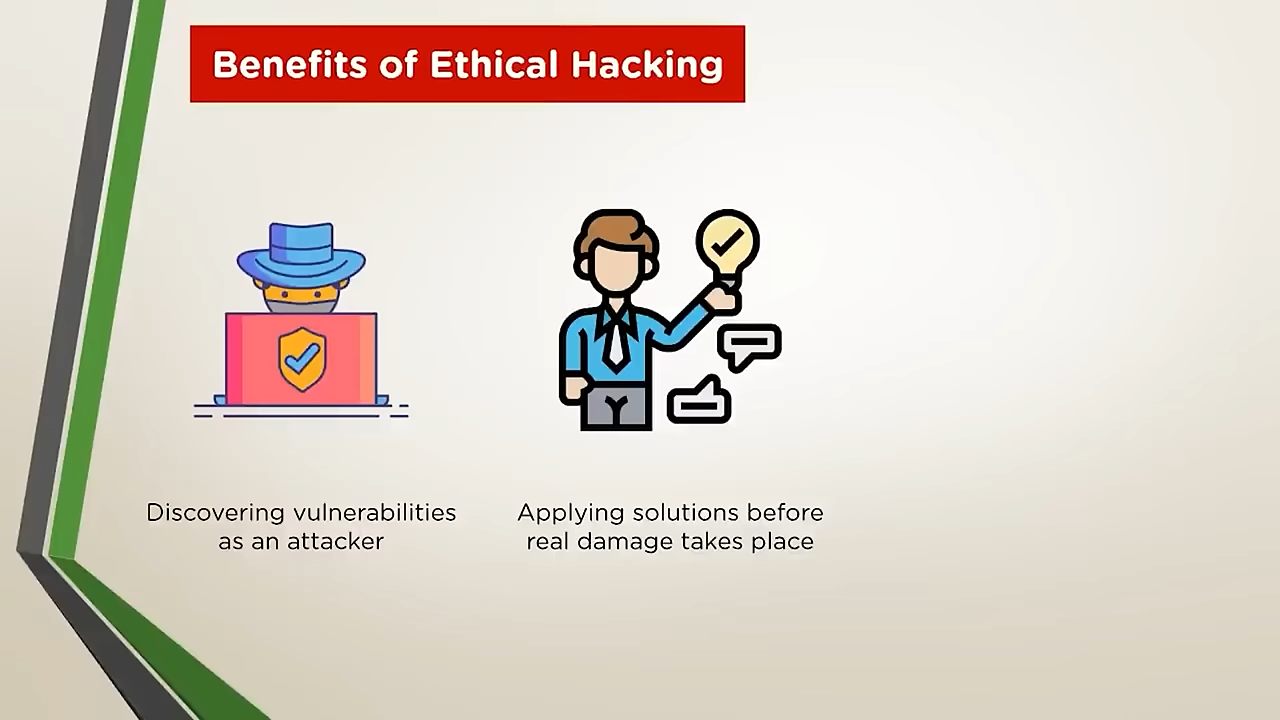 Benefits of Ethical Hacking
Discovering vulnerabilities
as an attacker
Applying solutions before
real damage takes place